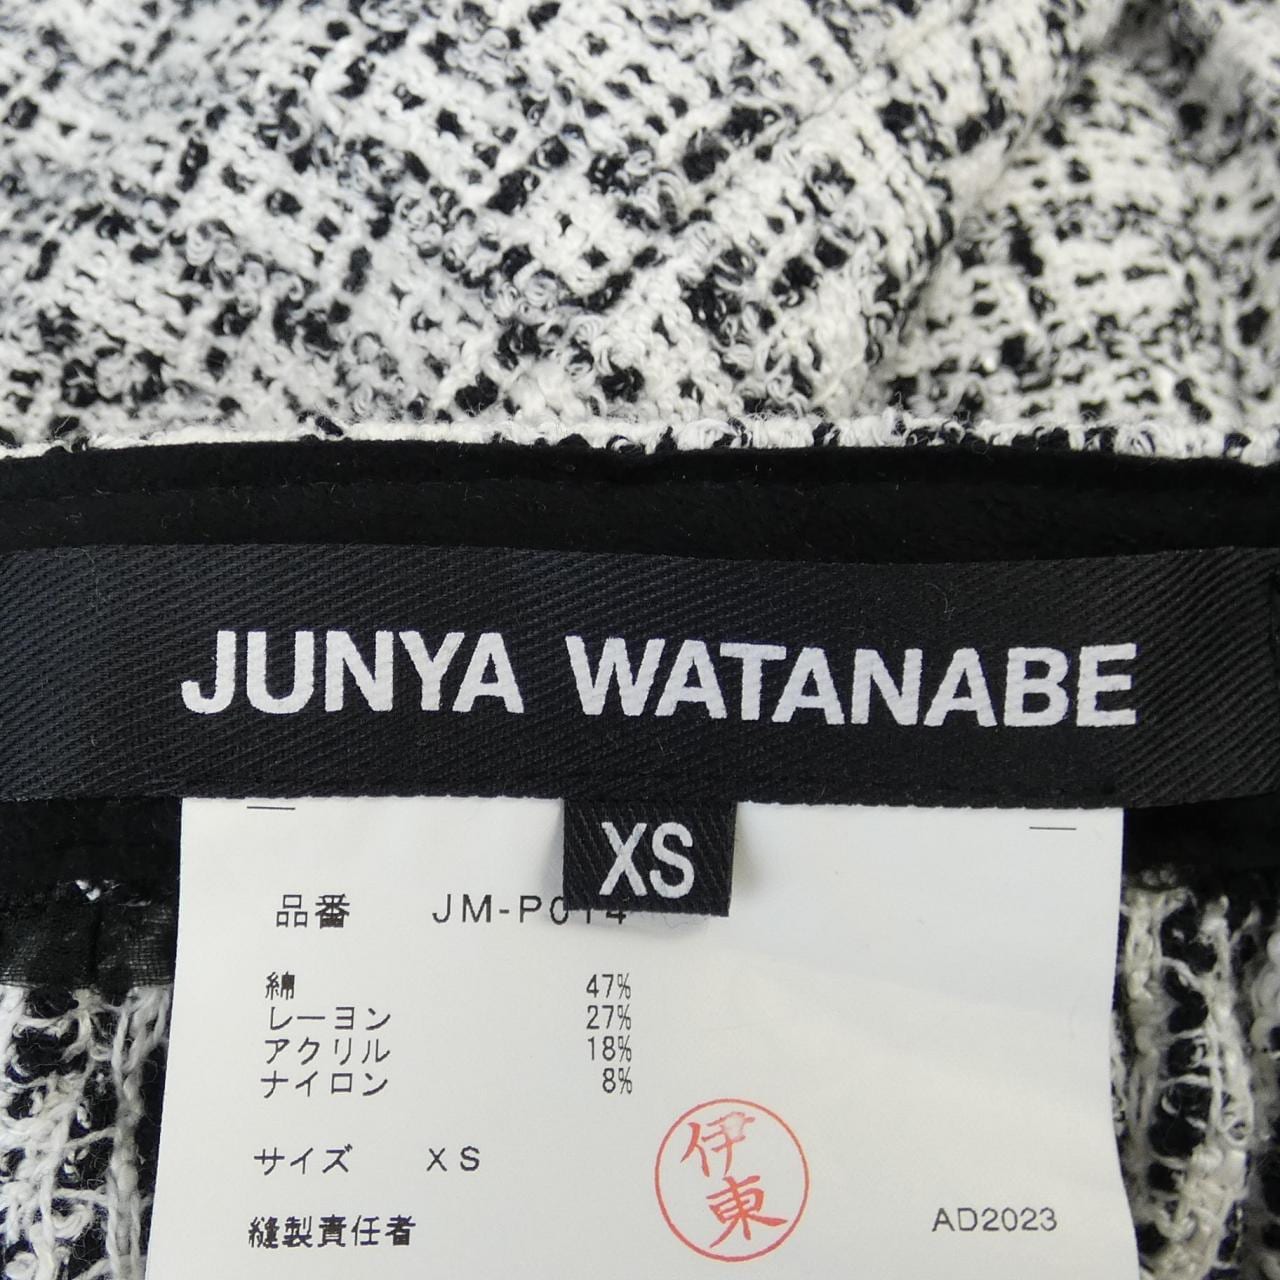 JUNYA WATANABE
XS
品番 JM-P014
綿 47%
レーヨン 27%
アクリル 18%
ナイロン 8%
サイズ XS
伊東
縫製責任者
AD2023